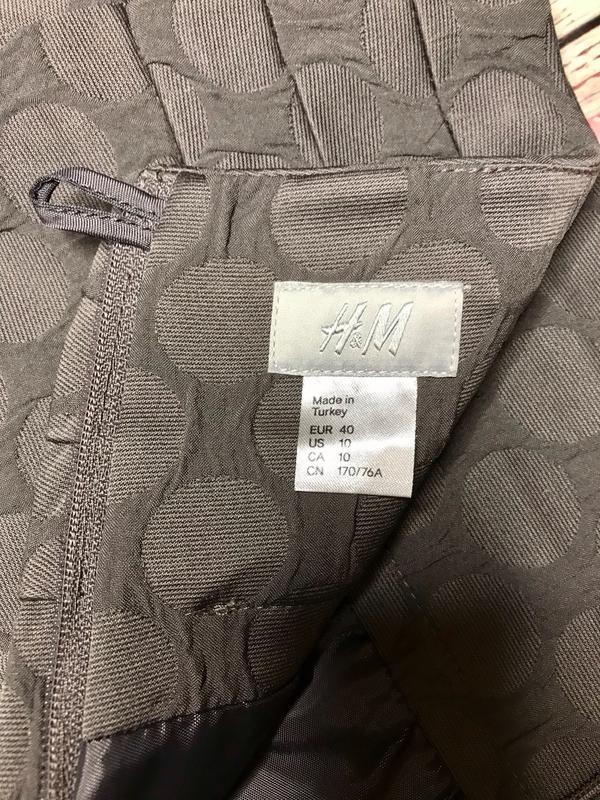 H&M
Made in
Turkey
EUR 40
US 10
CA 10
CN 170/76A